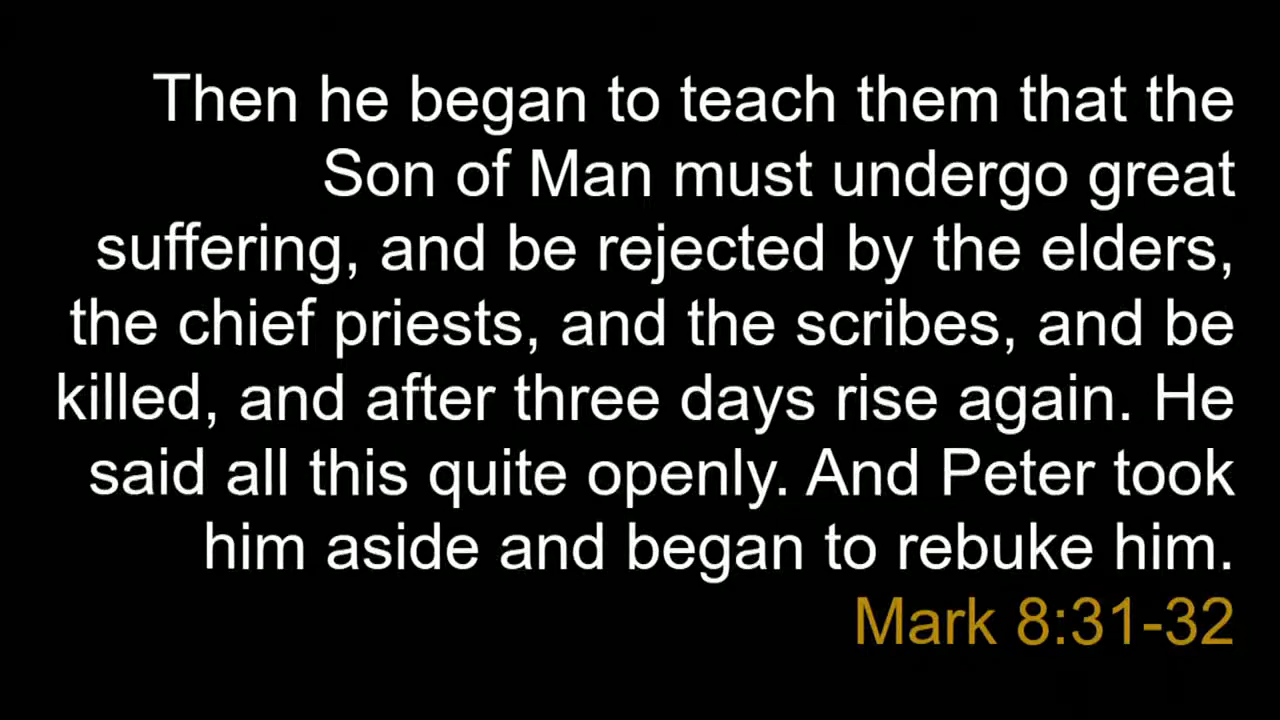 Then he began to teach them that the
Son of Man must undergo great
suffering, and be rejected by the elders,
the chief priests, and the scribes, and be
killed, and after three days rise again. He
said all this quite openly. And Peter took
him aside and began to rebuke him.
Mark 8:31-32